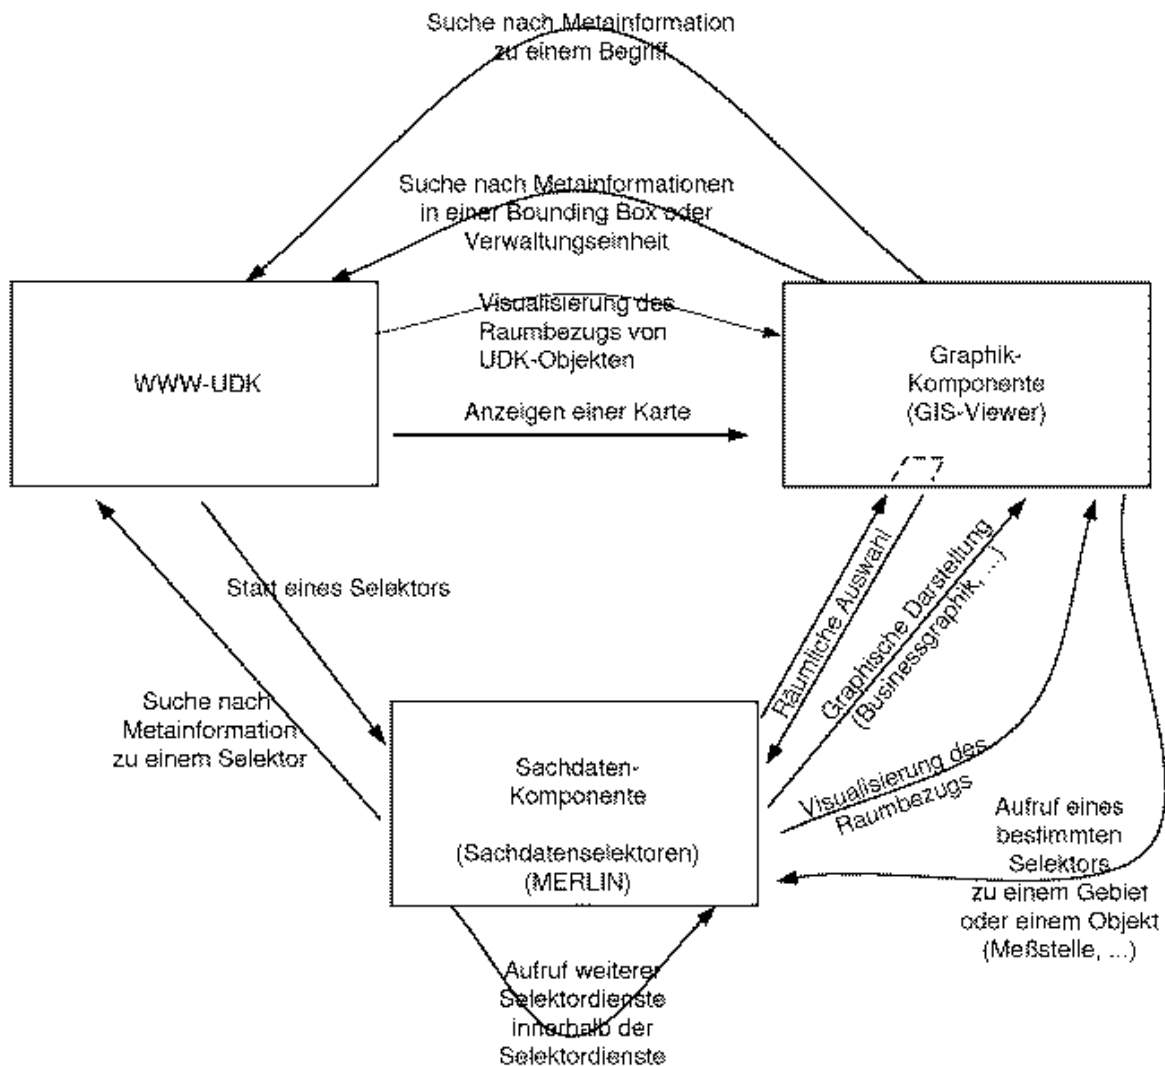 Suche nach Metainformation
zu einem Begriff
Suche nach Metainformationen
in einer Bounding Box oder
Verwaltungseinheit
Visualisierung des
Raumbezugs von
UDK-Objekten
WWW-UDK
Graphik-
Komponente
(GIS-Viewer)
Anzeigen einer Karte
Start eines Selektors
Räumliche Auswahl
Graphische Darstellung
(Businessgraphik, ...)
Suche nach
Metainformation
zu einem Selektor
Sachdaten-
Komponente
(Sachdatenselektoren)
(MERLIN)
Visualisierung des
Raumbezugs
Aufruf eines
bestimmten
Selektors
zu einem Gebiet
oder einem Objekt
(Meßstelle, ...)
Aufruf weiterer
Selektordienste
innerhalb der
Selektordienste